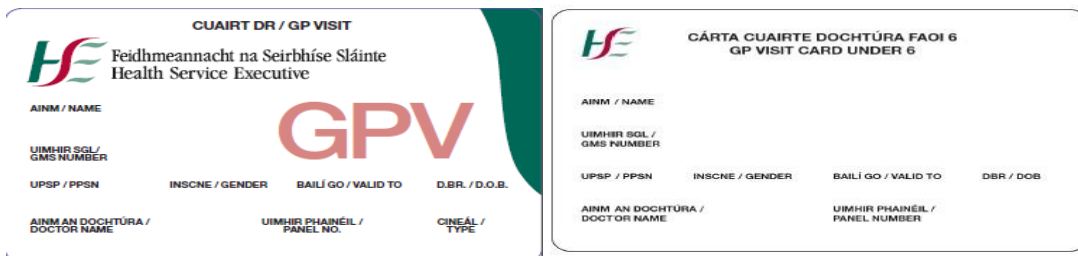 CUAIRT DR / GP VISIT
HSE
Feidhmeannacht na Seirbhíse Sláinte
Health Service Executive
AINM / NAME
GPV
UIMHIR SGL/
GMS NUMBER
UPSP / PPSN INSCNE / GENDER BAILÍ GO / VALID TO D.BR. / D.O.B.
AINM AN DOCHTÚRA / UIMHIR PHAINÉIL / CINEÁL /
DOCTOR NAME PANEL NO. TYPE
HSE
CÁRTA CUAIRTE DOCHTÚRA FAOI 6
GP VISIT CARD UNDER 6
AINM / NAME
UIMHIR SGL /
GMS NUMBER
UPSP / PPSN INSCNE / GENDER BAILÍ GO / VALID TO DBR / DOB
AINM AN DOCHTÚRA / UIMHIR PHAINÉIL /
DOCTOR NAME PANEL NUMBER